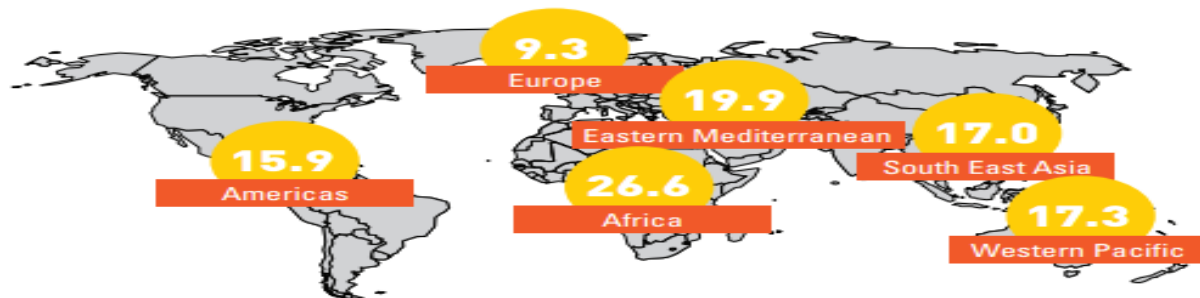 9.3
Europe
19.9
Eastern Mediterranean
17.0
South East Asia
15.9
Americas
26.6
Africa
17.3
Western Pacific